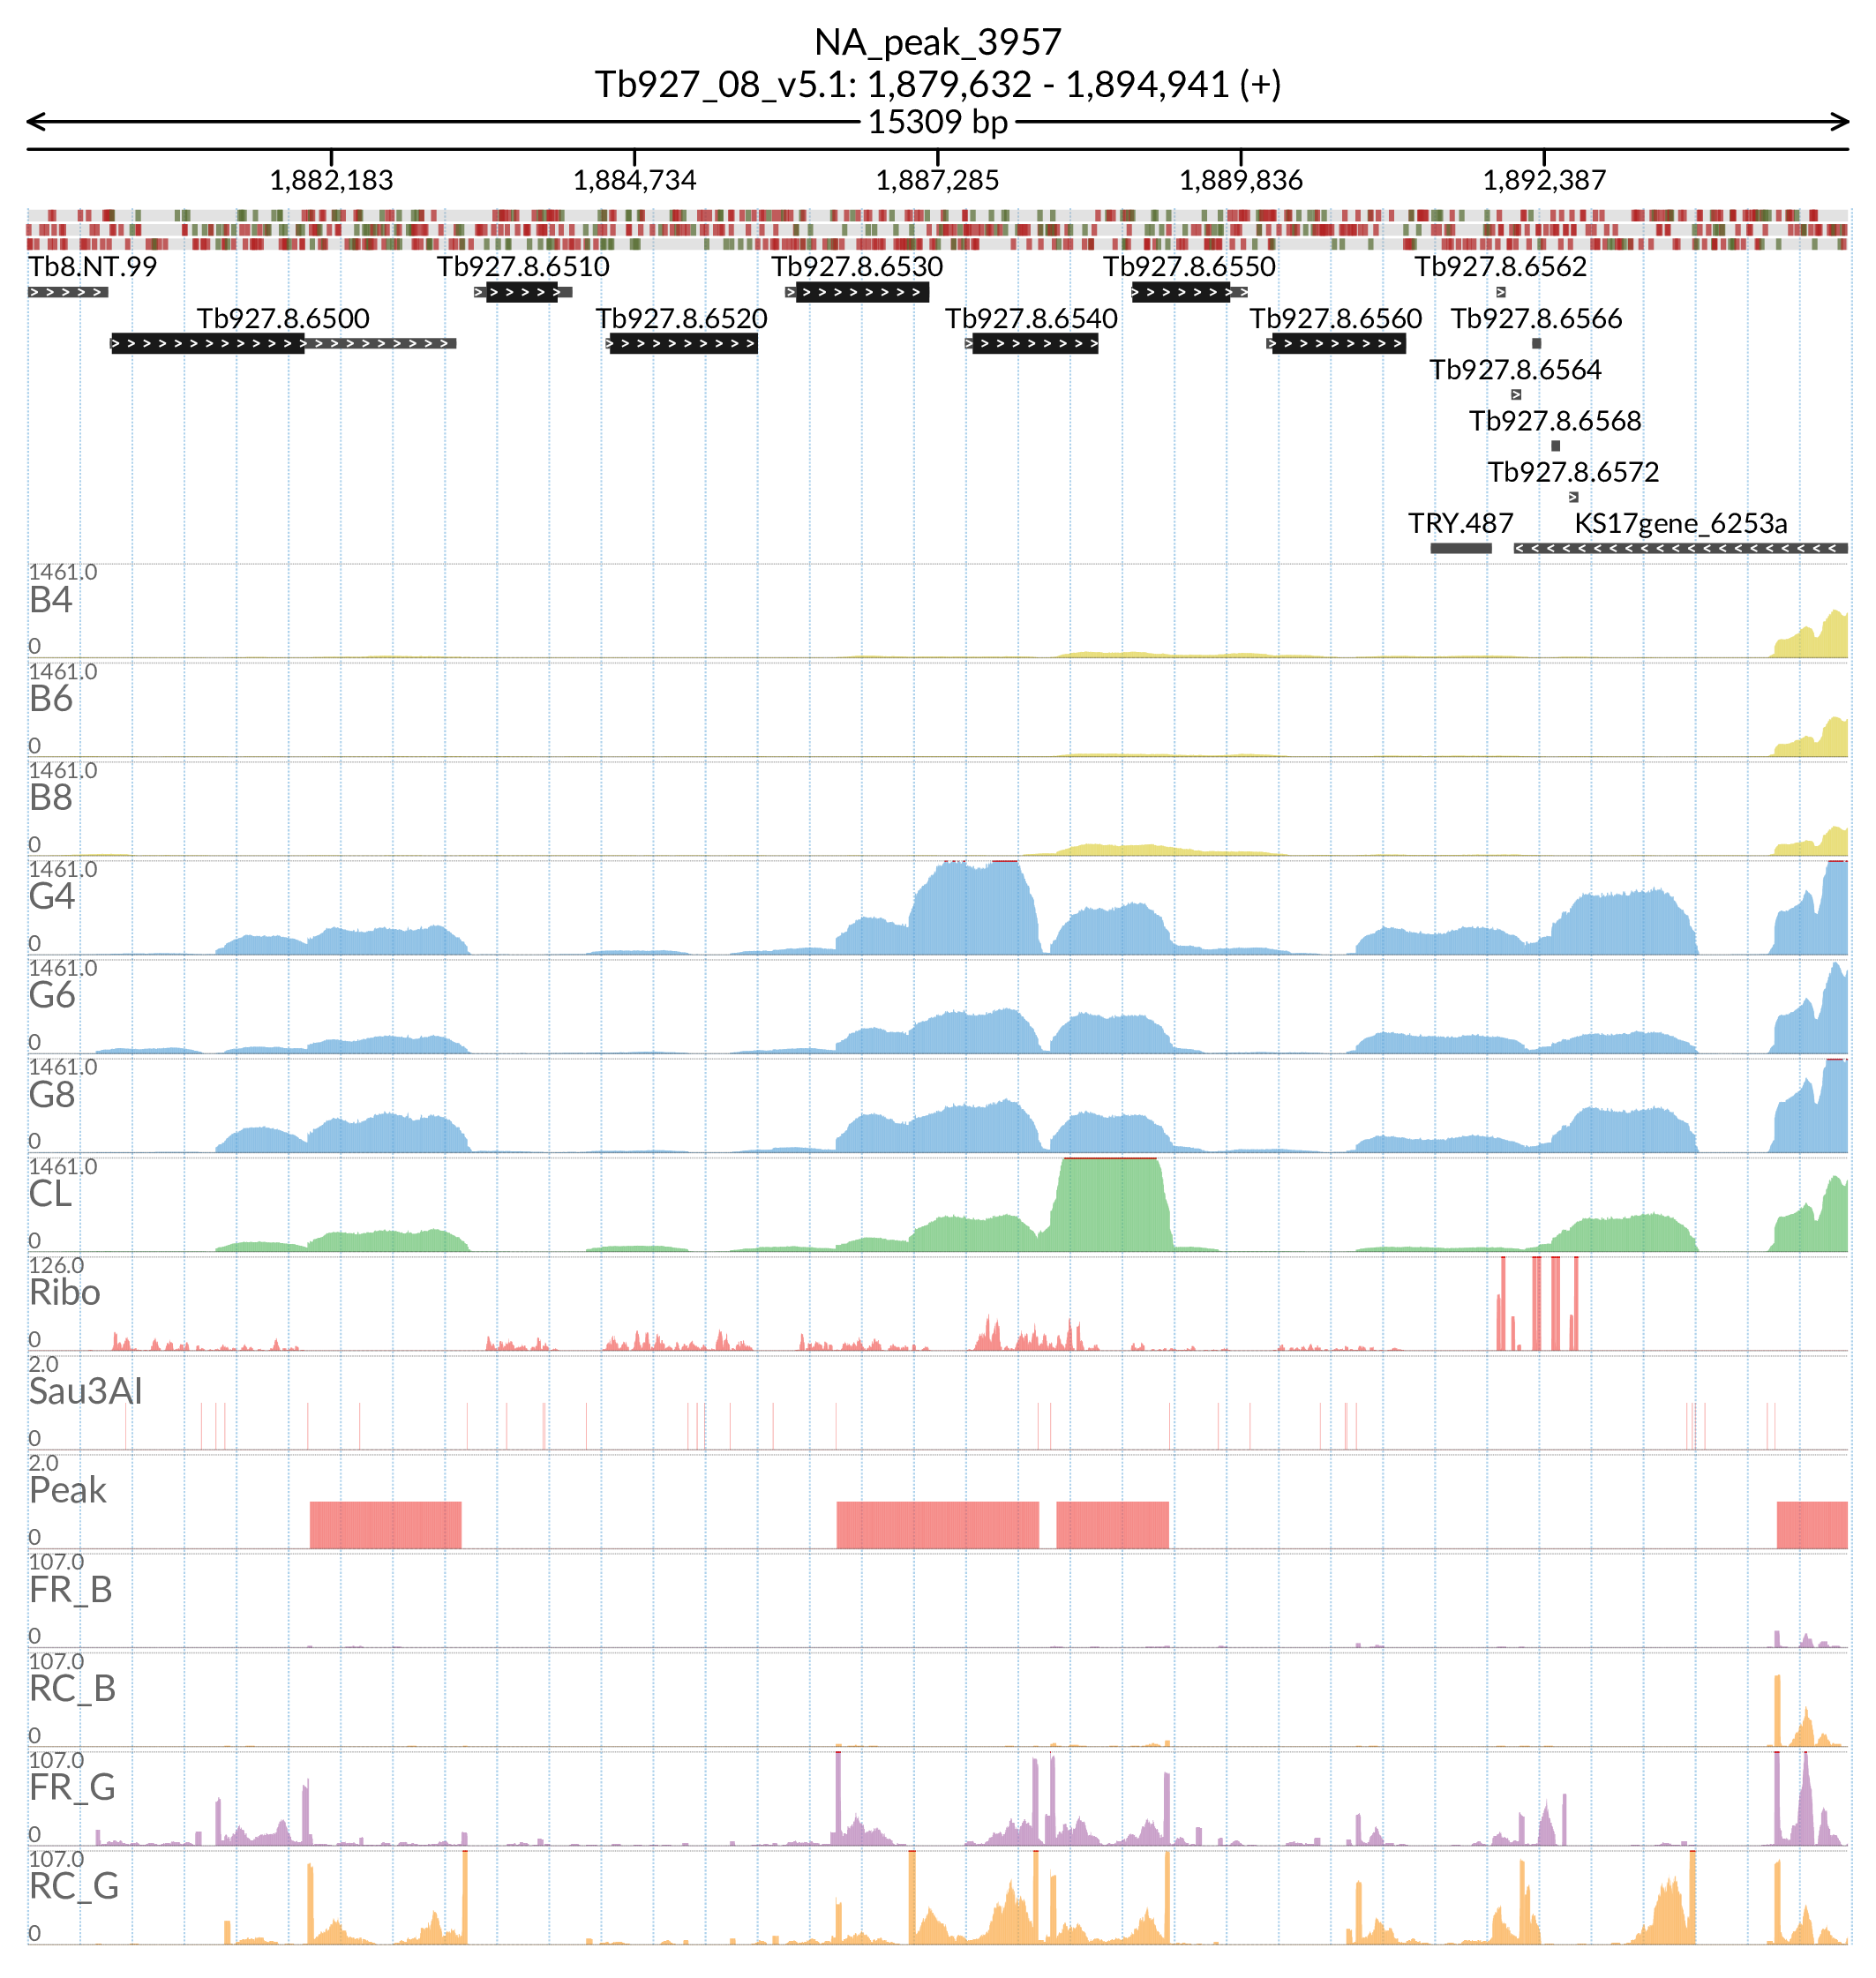 NA_peak_3957
Tb927_08_v5.1: 1,879,632 - 1,894,941 (+)
15309 bp
1,882,183 1,884,734 1,887,285 1,889,836 1,892,387
Tb8.NT.99 Tb927.8.6510 Tb927.8.6530 Tb927.8.6550 Tb927.8.6562
Tb927.8.6500 Tb927.8.6520 Tb927.8.6540 Tb927.8.6560 Tb927.8.6566
Tb927.8.6564
Tb927.8.6568
Tb927.8.6572
TRY.487 KS17gene_6253a
1461.0
B4
0
1461.0
B6
0
1461.0
B8
0
1461.0
G4
0
1461.0
G6
0
1461.0
G8
0
1461.0
CL
0
126.0
Ribo
0
2.0
Sau3AI
0
2.0
Peak
0
107.0
FR_B
0
107.0
RC_B
0
107.0
FR_G
0
107.0
RC_G
0